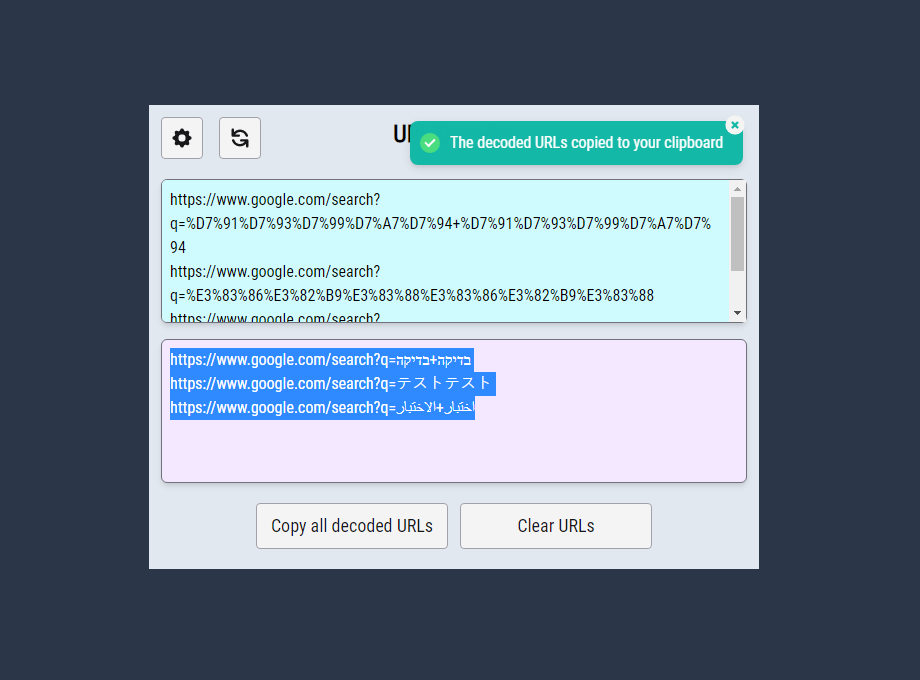 The decoded URLs copied to your clipboard
https://www.google.com/search?
q=%D7%91%D7%93%D7%99%D7%A7%D7%94+%D7%91%D7%93%D7%99%D7%A7%D7%
94
https://www.google.com/search?
q=%E3%83%86%E3%82%B9%E3%83%88%E3%83%86%E3%82%B9%E3%83%88
https://www.google.com/search?
https://www.google.com/search?q=בדיקה+בדיקה
https://www.google.com/search?q=テストテスト
https://www.google.com/search?q=اختبار+الاختبار
Copy all decoded URLs
Clear URLs